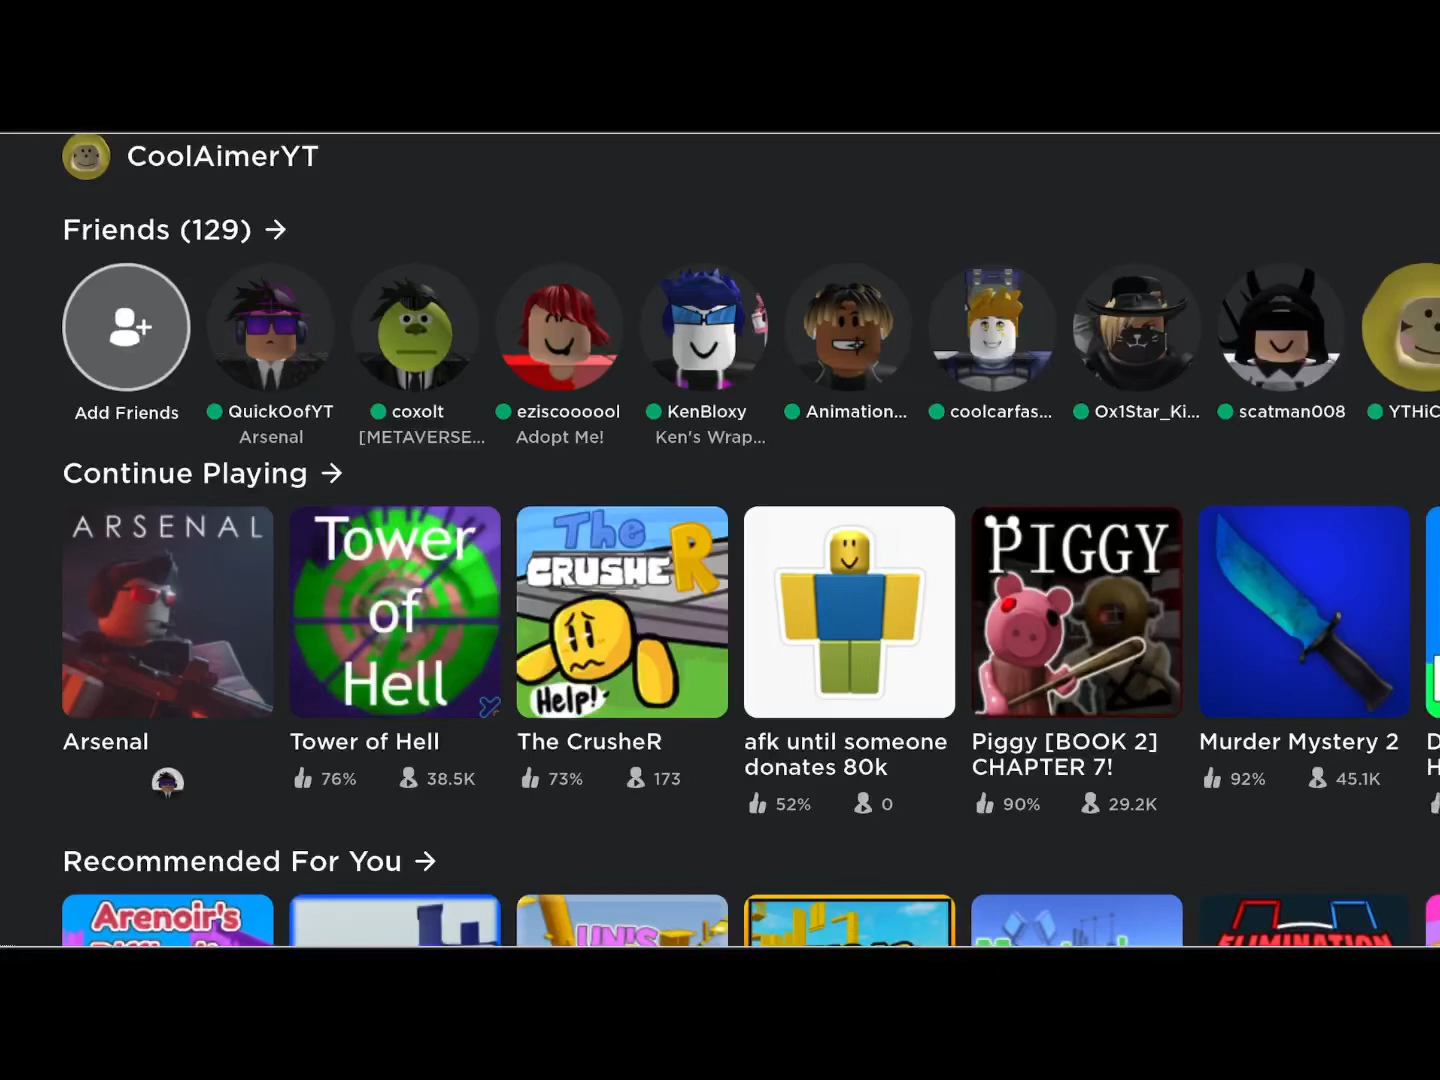 CoolAimerYT
Friends (129) →
Add Friends
QuickOofYT
Arsenal
coxolt
[METAVERSE...
eziscoooool
Adopt Me!
KenBloxy
Ken's Wrap...
Animation...
coolcarfas...
Ox1Star_Ki...
scatman008
YTHiC
Continue Playing →
ARSENAL
Tower
of
Hell
The
CRUSHER
Help!
PIGGY
Arsenal
Tower of Hell
76% 38.5K
The CrusheR
73% 173
afk until someone
donates 80k
52% 0
Piggy [BOOK 2]
CHAPTER 7!
90% 29.2K
Murder Mystery 2
92% 45.1K
D
H
Recommended For You →
Arenoir's
UN'S
ELIMINATION